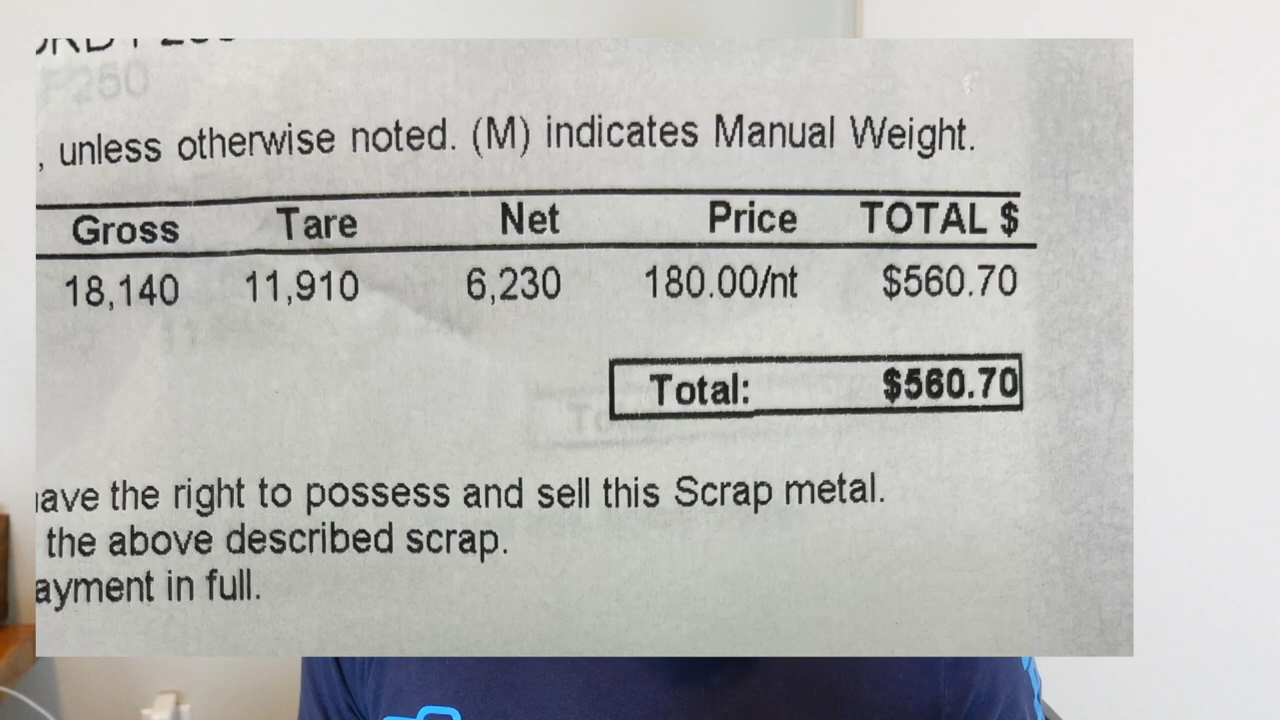 , unless otherwise noted. (M) indicates Manual Weight.
Gross Tare Net Price TOTAL $
18,140 11,910 6,230 180.00/nt $560.70
Total: $560.70
ave the right to possess and sell this Scrap metal.
the above described scrap.
ayment in full.